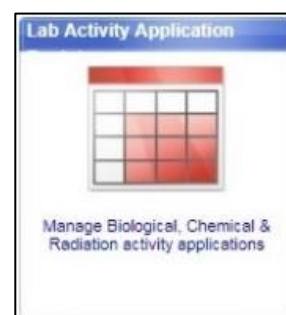 Lab Activity Application
Manage Biological, Chemical &
Radiation activity applications